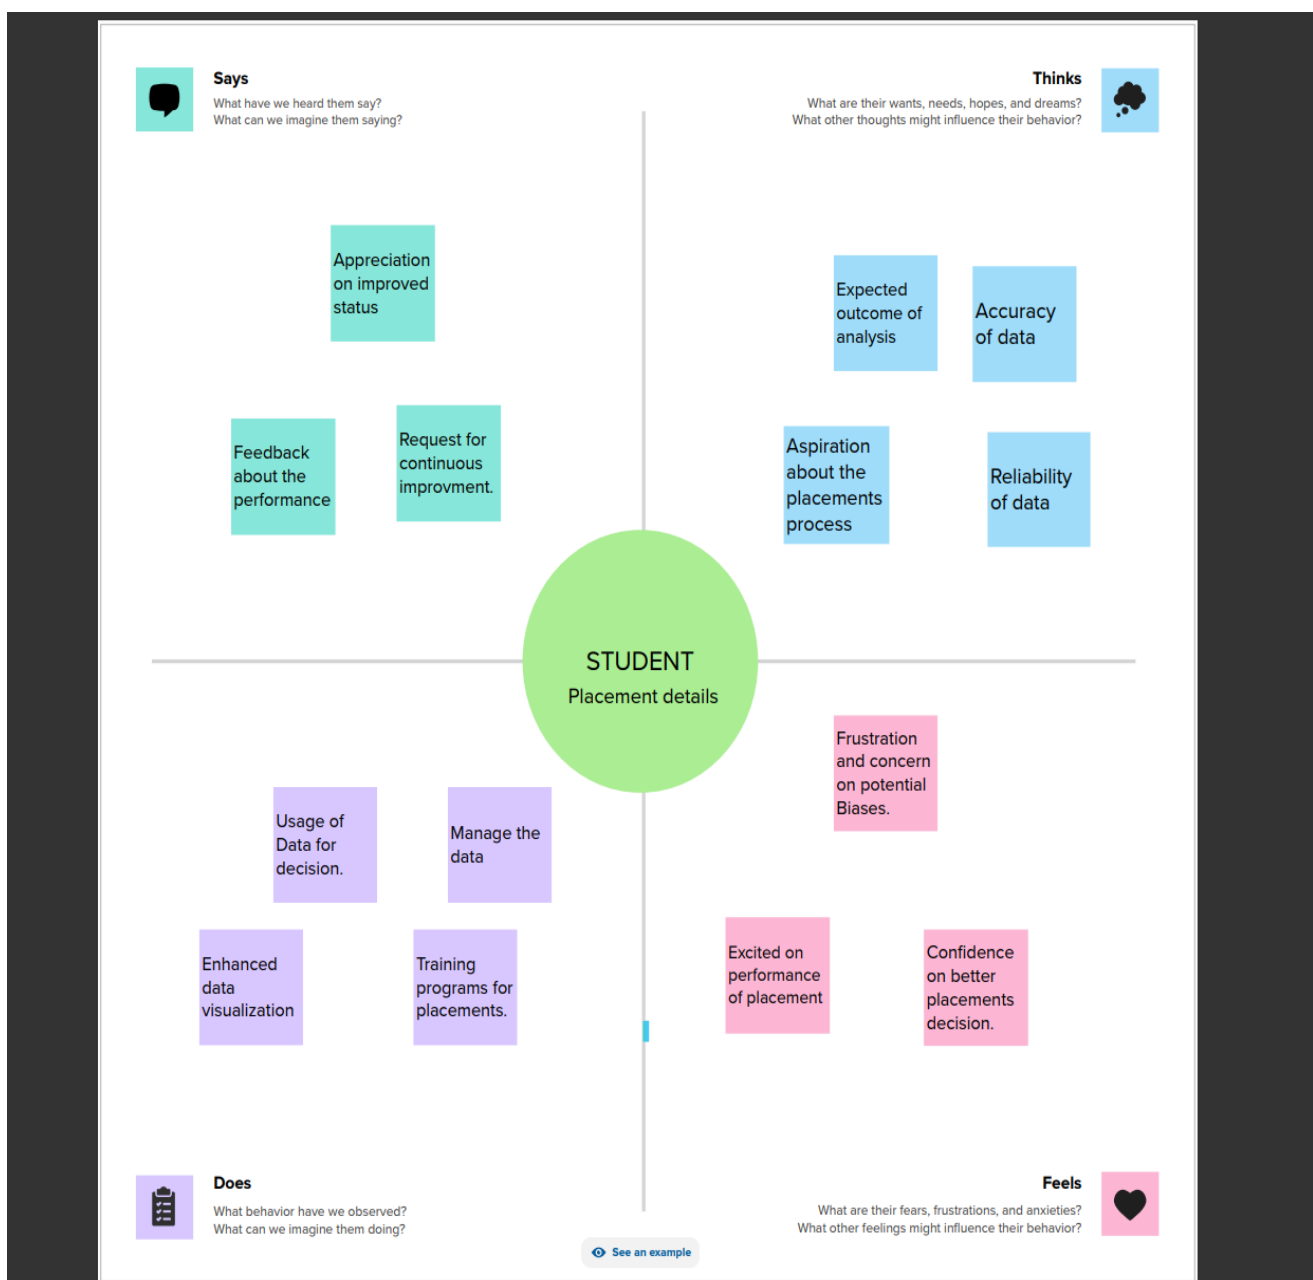 Says
What have we heard them say?
What can we imagine them saying?
Thinks
What are their wants, needs, hopes, and dreams?
What other thoughts might influence their behavior?
Appreciation
on improved
status
Feedback
about the
performance
Request for
continuous
improvment.
Expected
outcome of
analysis
Accuracy
of data
Aspiration
about the
placements
process
Reliability
of data
STUDENT
Placement details
Usage of
Data for
decision.
Manage the
data
Enhanced
data
visualization
Training
programs for
placements.
Frustration
and concern
on potential
Biases.
Excited on
performance
of placement
Confidence
on better
placements
decision.
Does
What behavior have we observed?
What can we imagine them doing?
Feels
What are their fears, frustrations, and anxieties?
What other feelings might influence their behavior?
See an example